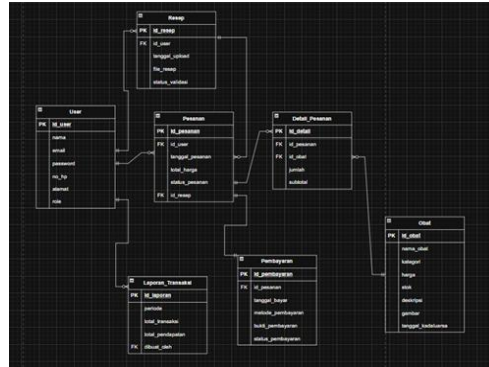 Resep
PK id_resep
FK id_user
tanggal_upload
file_resep
status_validasi
User
PK id_user
nama
email
password
no_hp
alamat
role
Pesanan
PK id_pesanan
FK id_user
tanggal_pesanan
total_harga
status_pesanan
FK id_resep
Detail_Pesanan
PK id_detail
FK id_pesanan
FK id_obat
jumlah
subtotal
Obat
PK id_obat
nama_obat
kategori
harga
stok
deskripsi
gambar
tanggal_kadaluarsa
Laporan_Transaksi
PK id_laporan
periode
total_transaksi
total_pendapatan
FK dibuat_oleh
Pembayaran
PK id_pembayaran
FK id_pesanan
tanggal_bayar
metode_pembayaran
bukti_pembayaran
status_pembayaran